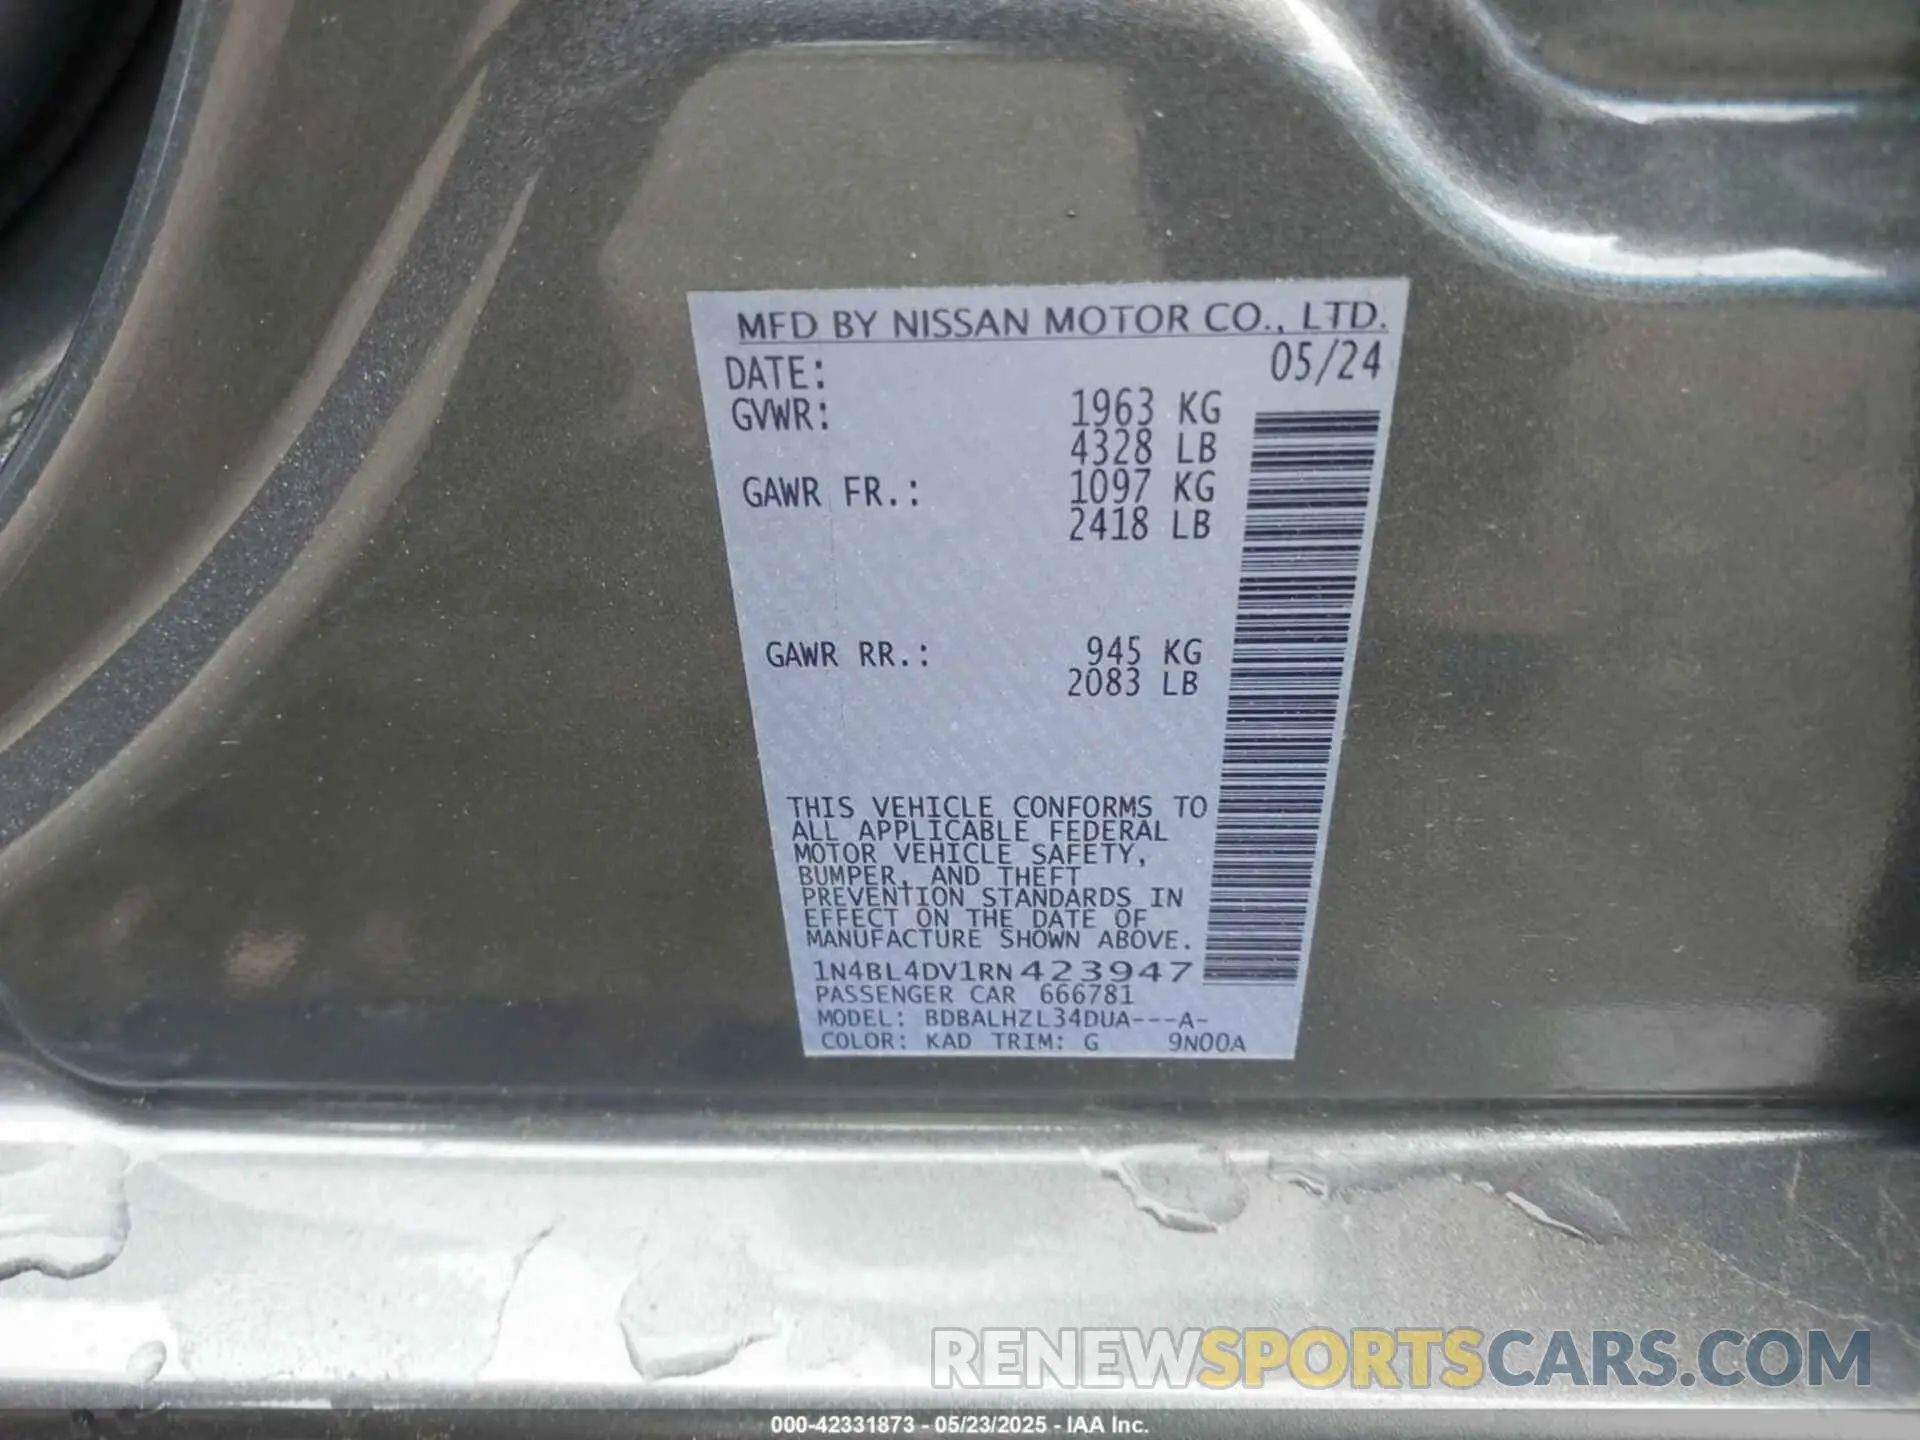 MFD BY NISSAN MOTOR CO., LTD.
DATE: 05/24
GVWR: 1963 KG
4328 LB
GAWR FR.: 1097 KG
2418 LB
GAWR RR.: 945 KG
2083 LB
THIS VEHICLE CONFORMS TO
ALL APPLICABLE FEDERAL
MOTOR VEHICLE SAFETY,
BUMPER, AND THEFT
PREVENTION STANDARDS IN
EFFECT ON THE DATE OF
MANUFACTURE SHOWN ABOVE.
1N4BL4DV1RN423947
PASSENGER CAR 666781
MODEL: BDBALHZL34DUA---A-
COLOR: KAD TRIM: G 9N00A
RENEWSPORTSCARS.COM
000-42331873 - 05/23/2025 - IAA Inc.